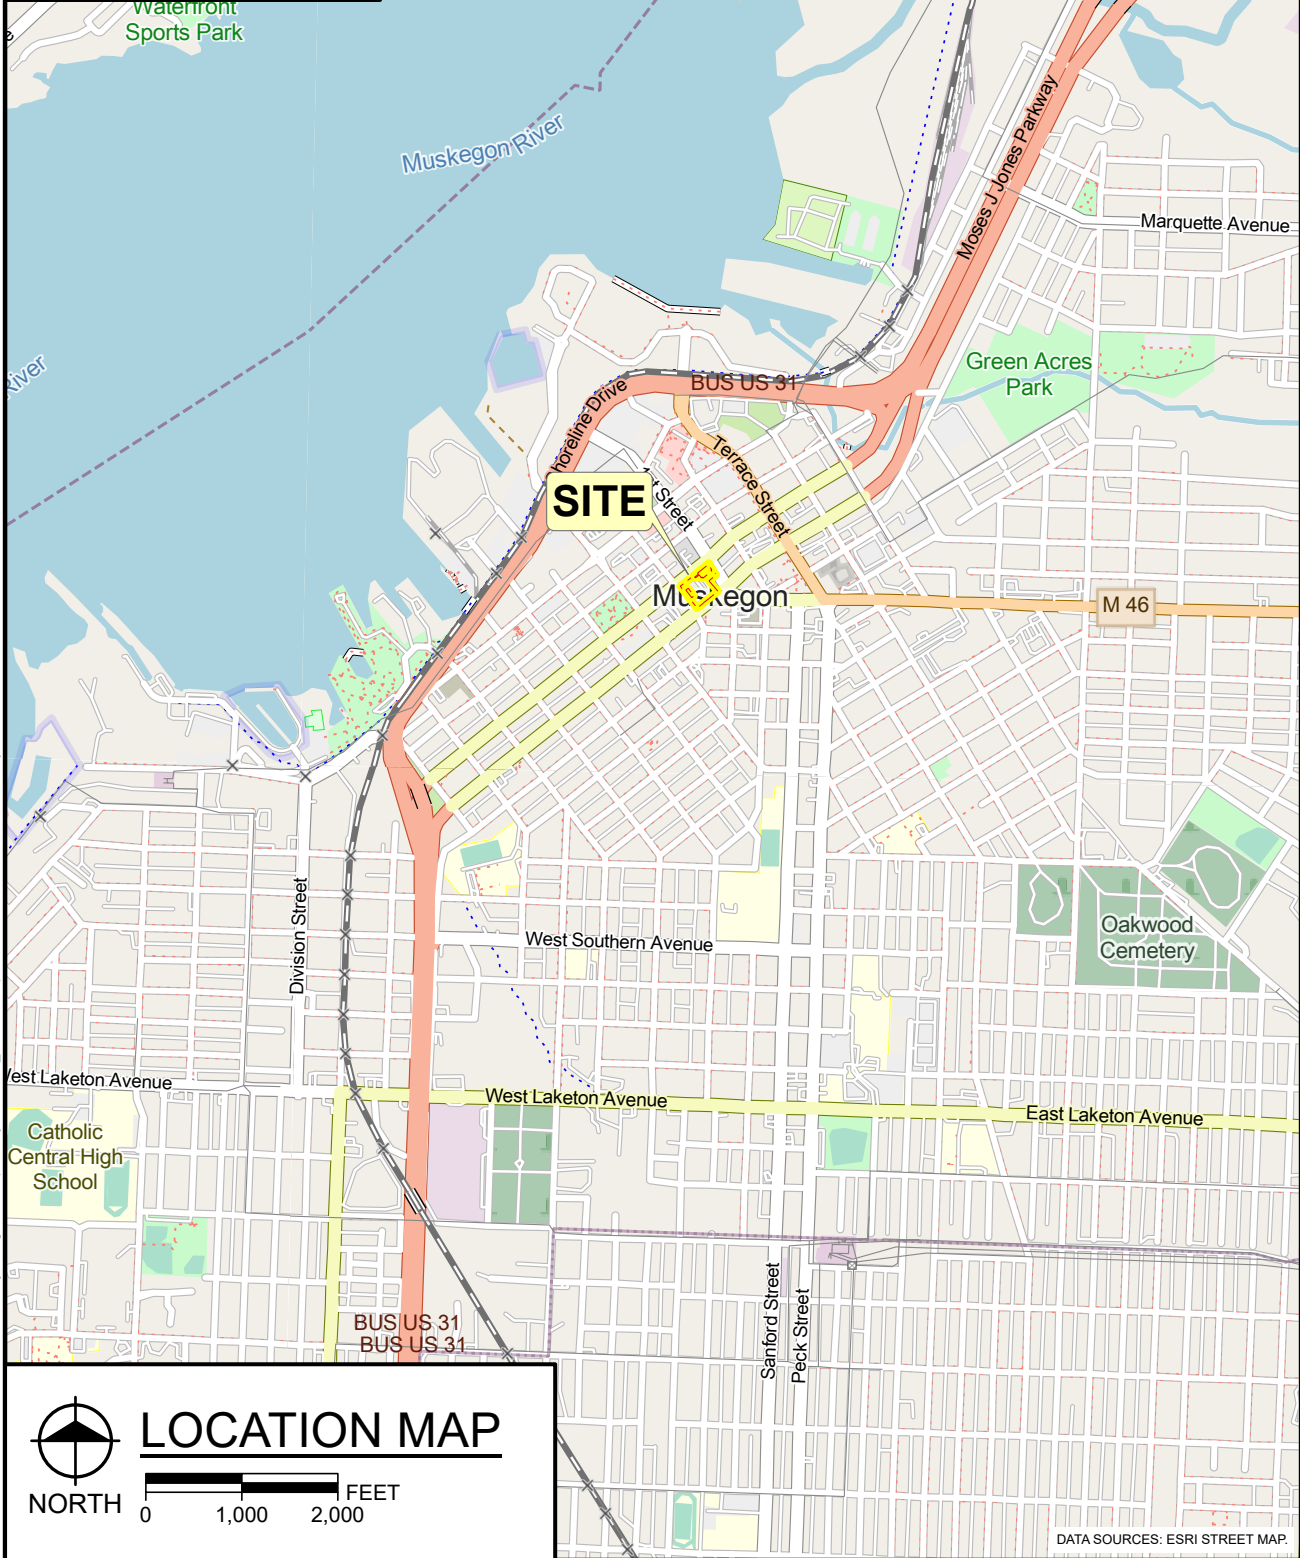 Waterfront
Sports Park
Muskegon River
Moses J Jones Parkway
Marquette Avenue
River
Green Acres
Park
BUS US 31
horeline Drive
Terrace Street
st Street
SITE
Muskegon
M 46
Division Street
West Southern Avenue
Oakwood
Cemetery
West Laketon Avenue
West Laketon Avenue
East Laketon Avenue
Catholic
Central High
School
Sanford Street
Peck Street
BUS US 31
BUS US 31
LOCATION MAP
NORTH
FEET
0 1,000 2,000
DATA SOURCES: ESRI STREET MAP.